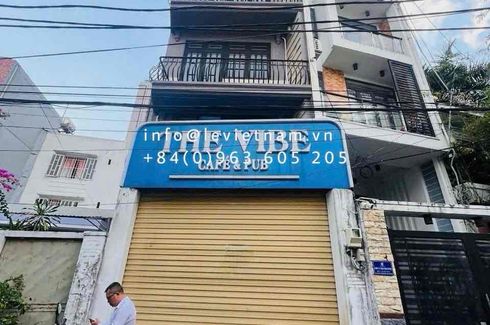 THE VIBE
info@levietnam.vn
+84(0)963 605 205
CAFE & PUB